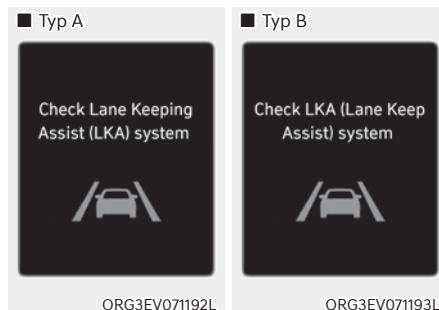 ■ Typ A
Check Lane Keeping
Assist (LKA) system
ORG3EV071192L
■ Typ B
Check LKA (Lane Keep
Assist) system
ORG3EV071193L